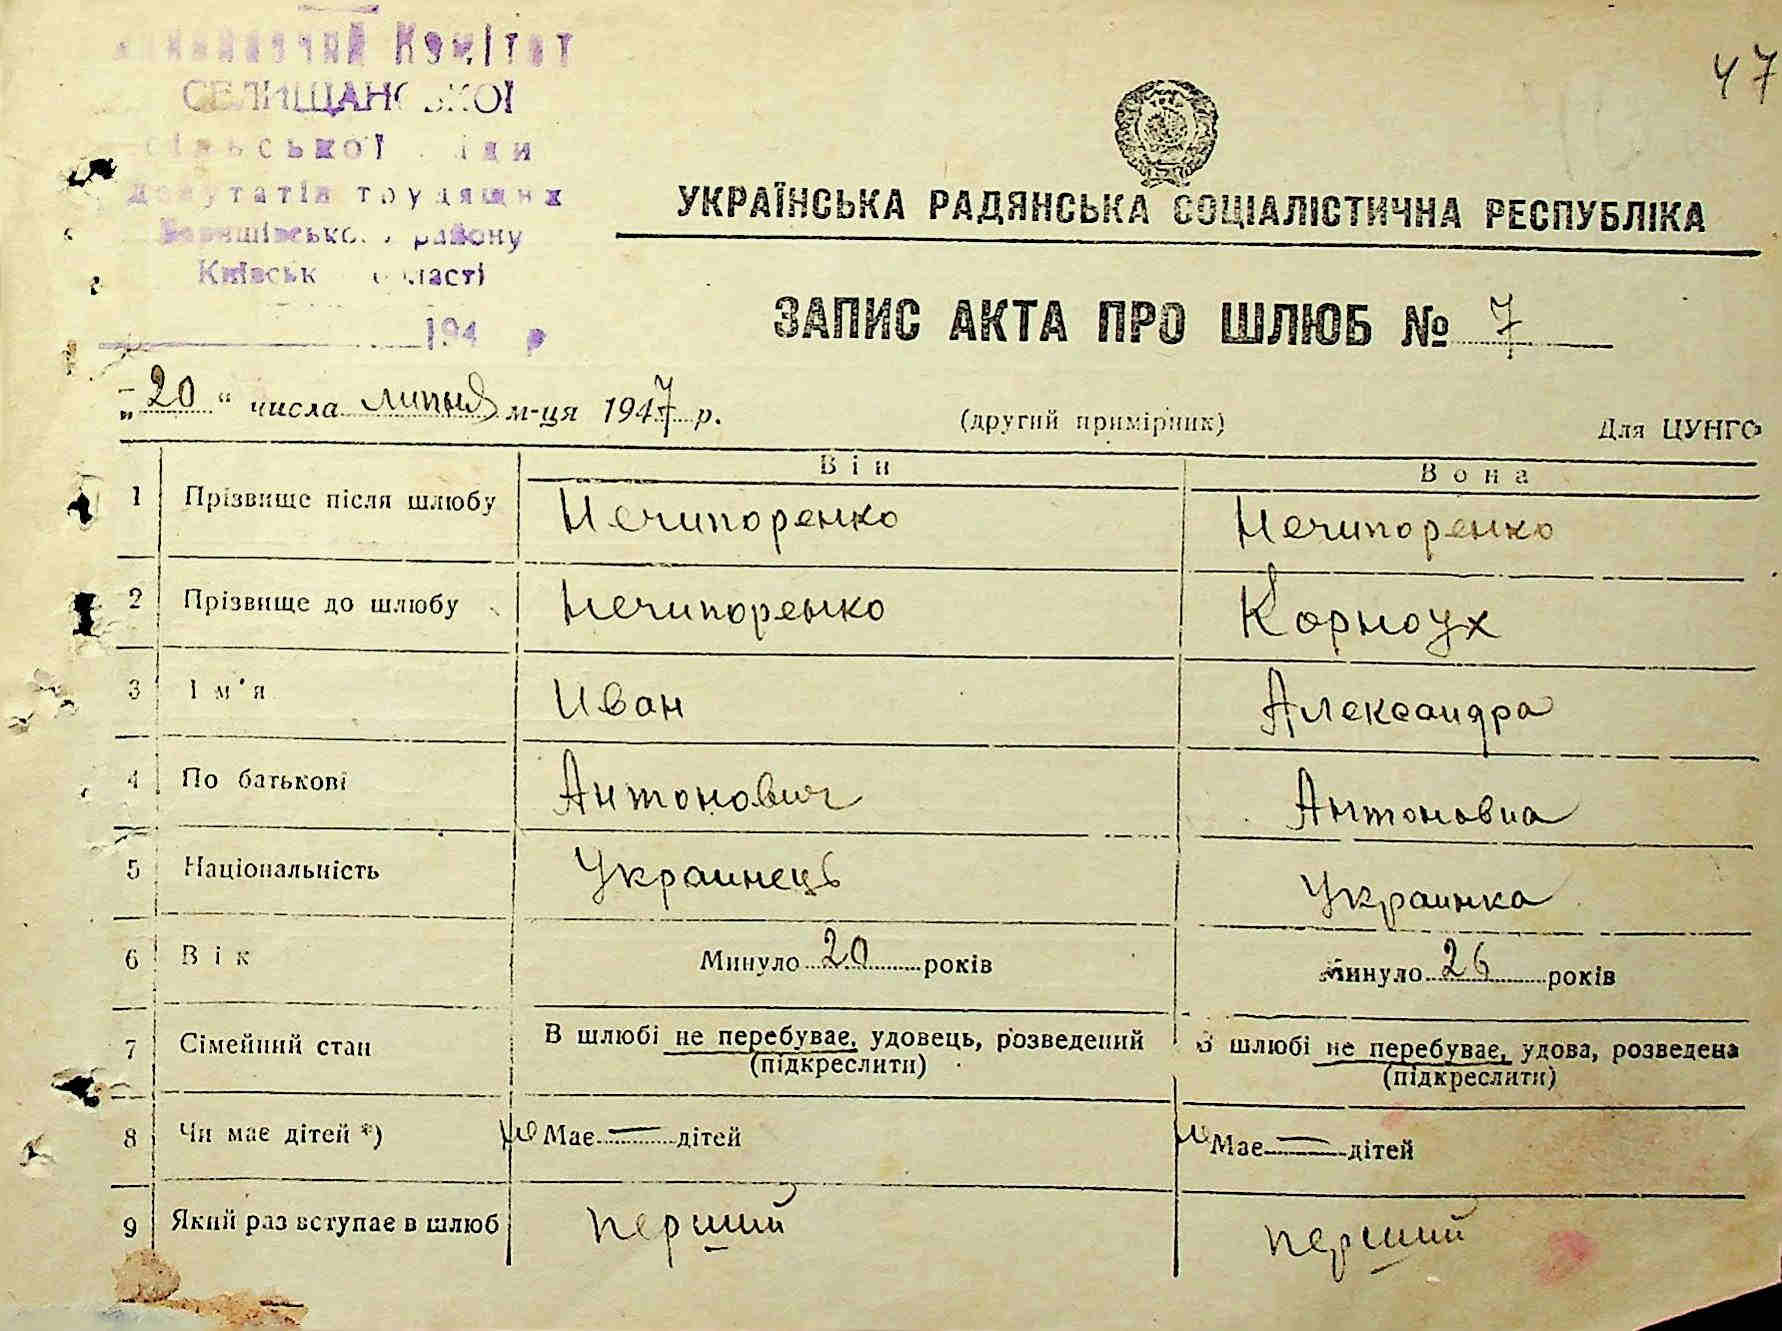 Виконавчий Комітет
СЕЛИЩАНСЬКОЇ
сільської Ради
Депутатів трудящих
Баришівського району
Київськ області
194 р
47
УКРАЇНСЬКА РАДЯНСЬКА СОЦІАЛІСТИЧНА РЕСПУБЛІКА
ЗАПИС АКТА ПРО ШЛЮБ № 7
„20“ числа липня м-ця 1947 р. (другий примірник) Для ЦУНГС
Він Вона
1 Прізвище після шлюбу Нечипоренко Нечипоренко
2 Прізвище до шлюбу Нечипоренко Корноух
3 Ім'я Иван Александра
4 По батькові Антонович Антоновна
5 Національність Украинець Украинка
6 Вік Минуло 20 років Минуло 26 років
7 Сімейний стан В шлюбі не перебуває, удовець, розведений В шлюбі не перебуває, удова, розведена
(підкреслити) (підкреслити)
8 Чи має дітей *) не Має — дітей не Має — дітей
9 Який раз вступає в шлюб перший перший